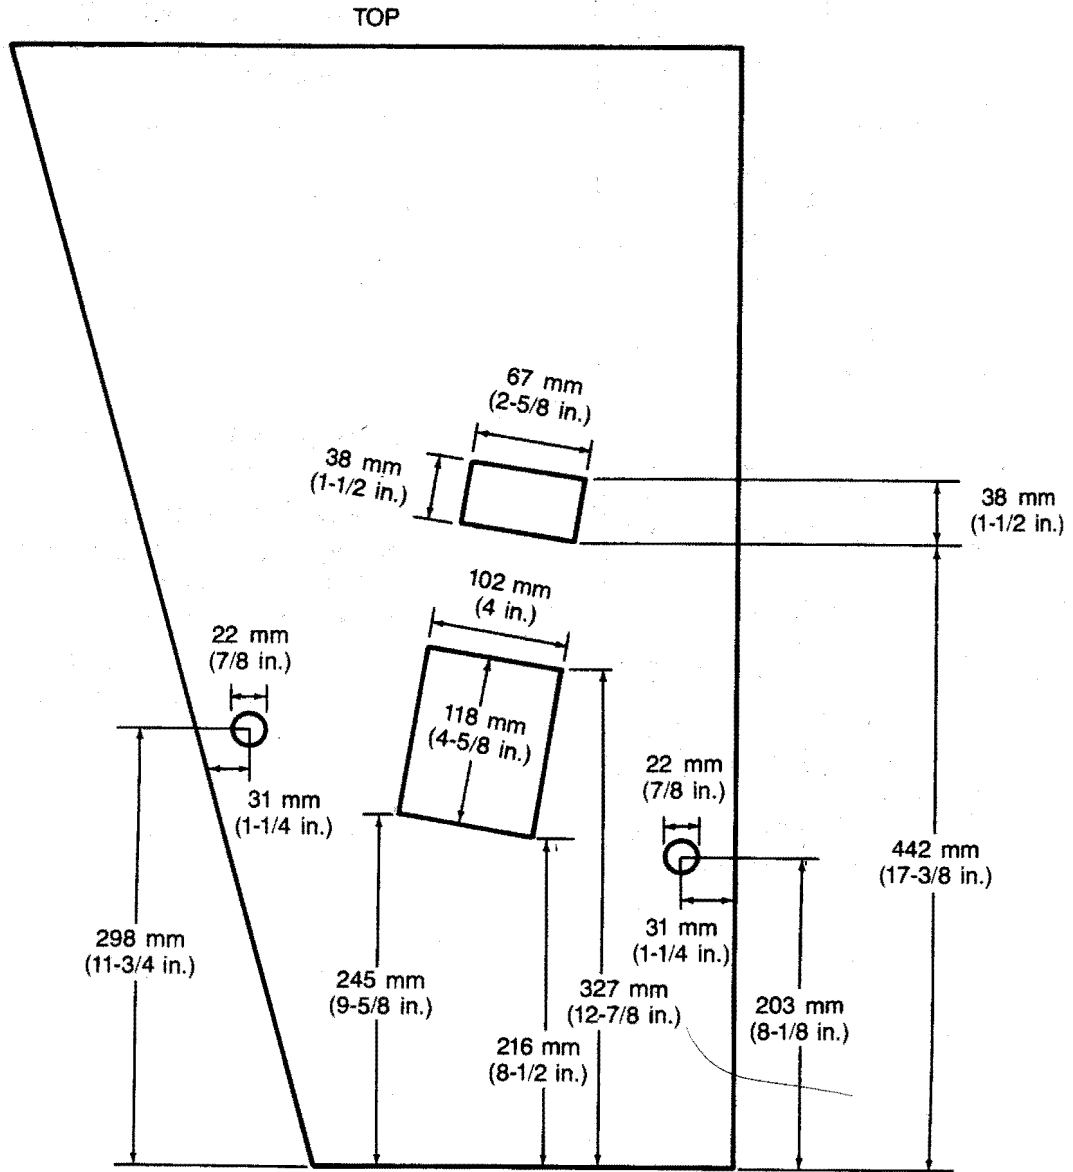 TOP
67 mm
(2-5/8 in.)
38 mm
(1-1/2 in.)
38 mm
(1-1/2 in.)
102 mm
(4 in.)
22 mm
(7/8 in.)
118 mm
(4-5/8 in.)
22 mm
(7/8 in.)
31 mm
(1-1/4 in.)
442 mm
(17-3/8 in.)
31 mm
(1-1/4 in.)
298 mm
(11-3/4 in.)
245 mm
(9-5/8 in.)
327 mm
(12-7/8 in.)
203 mm
(8-1/8 in.)
216 mm
(8-1/2 in.)